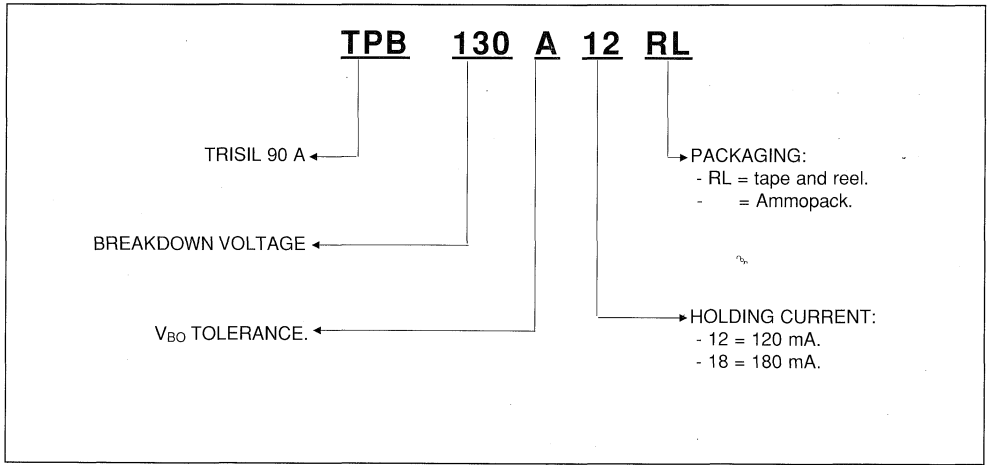 TPB 130 A 12 RL
TRISIL 90 A
PACKAGING:
- RL = tape and reel.
- = Ammopack.
BREAKDOWN VOLTAGE
VBO TOLERANCE.
HOLDING CURRENT:
- 12 = 120 mA.
- 18 = 180 mA.